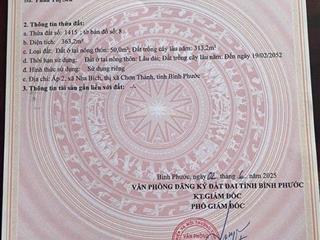 2. Thông tin thửa đất:
a. Thửa đất số: 1415 ; tờ bản đồ số: 8
b. Diện tích: 363,2m²
c. Loại đất: Đất ở tại nông thôn: 50,0m²; Đất trồng cây lâu năm: 313,2m²
d. Thời hạn sử dụng: Đất ở tại nông thôn: Lâu dài; Đất trồng cây lâu năm: Đến ngày 19/02/2052
đ. Hình thức sử dụng: Sử dụng riêng
e. Địa chỉ: Ấp 2, xã Nha Bích, thị xã Chơn Thành, tỉnh Bình Phước
3. Thông tin tài sản gắn liền với đất: -/-
Bình Phước, ngày 02 tháng 6 năm 2025
VĂN PHÒNG ĐĂNG KÝ ĐẤT ĐAI TỈNH BÌNH PHƯỚC
KT.GIÁM ĐỐC
PHÓ GIÁM ĐỐC
VĂN PHÒNG